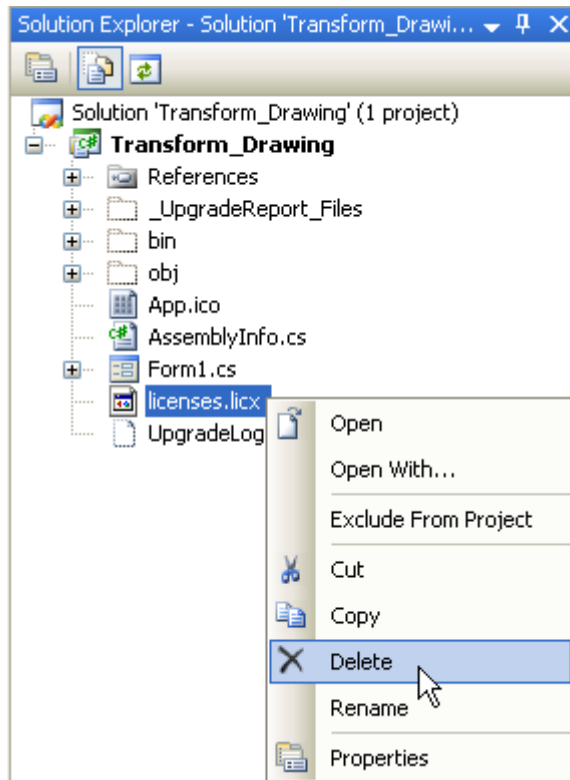 Solution Explorer - Solution 'Transform_Drawi...
Solution 'Transform_Drawing' (1 project)
Transform_Drawing
References
_UpgradeReport_Files
bin
obj
App.ico
AssemblyInfo.cs
Form1.cs
licenses.licx
UpgradeLog
Open
Open With...
Exclude From Project
Cut
Copy
Delete
Rename
Properties